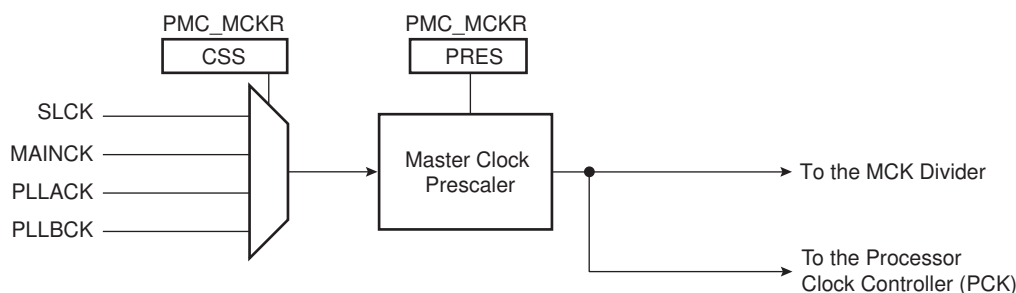 PMC_MCKR
CSS
PMC_MCKR
PRES
SLCK
MAINCK
PLLACK
PLLBCK
Master Clock
Prescaler
To the MCK Divider
To the Processor
Clock Controller (PCK)